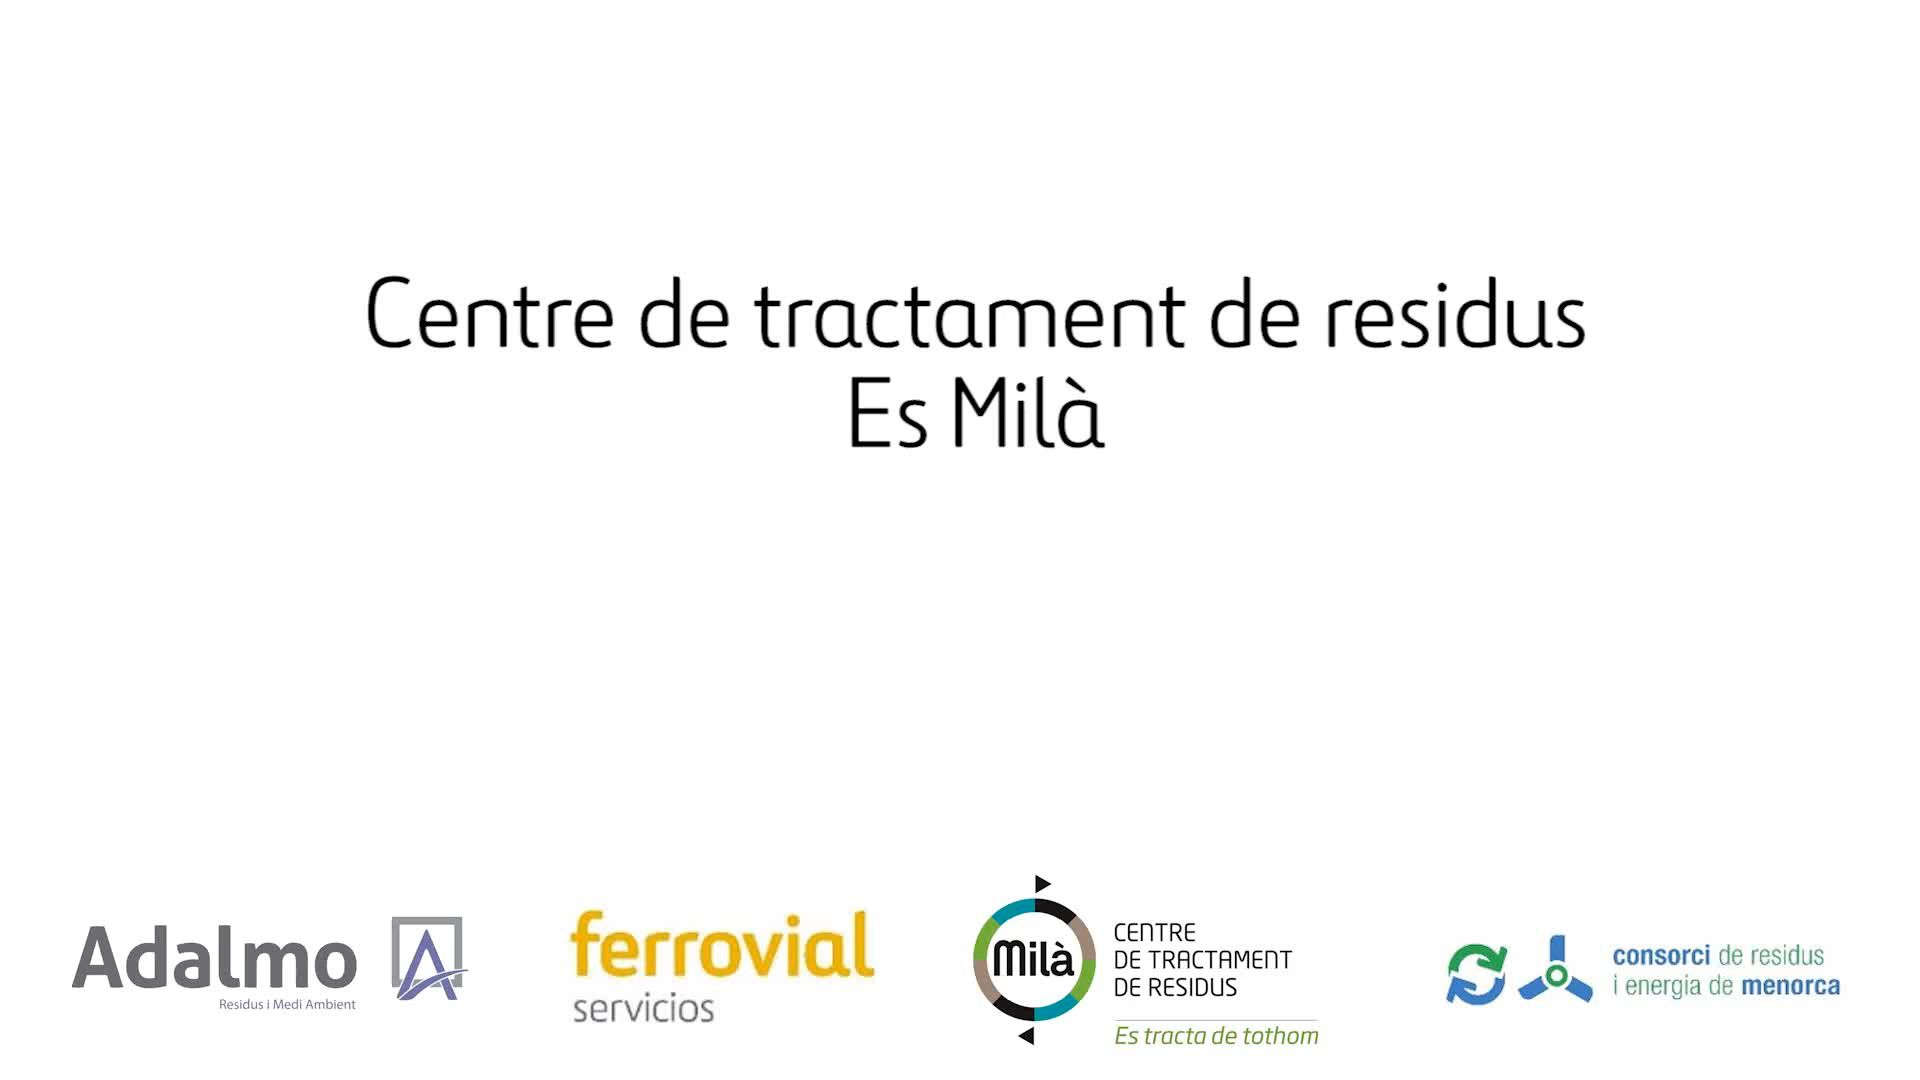 Centre de tractament de residus
Es Milà
Adalmo
Residus i Medi Ambient
ferrovial
servicios
Milà
CENTRE
DE TRACTAMENT
DE RESIDUS
Es tracta de tothom
consorci de residus
i energia de menorca